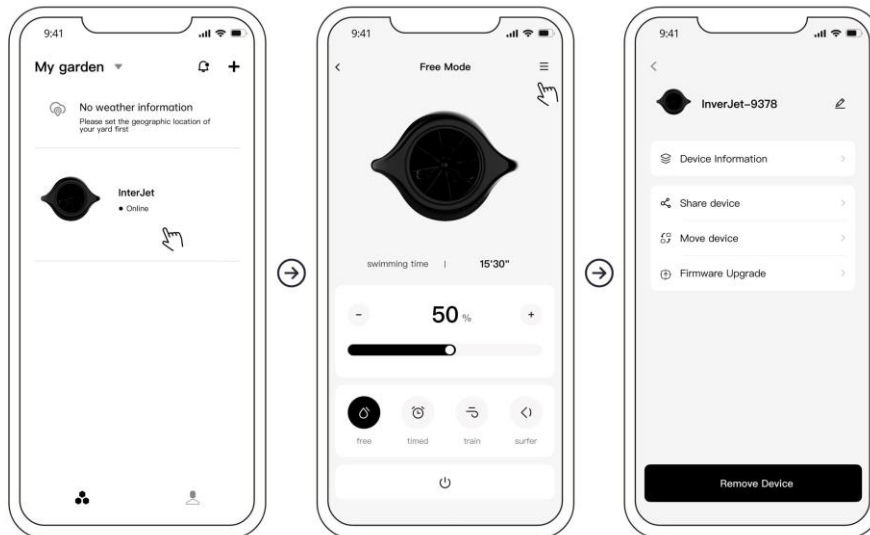 9:41
My garden
No weather information
Please set the geographic location of
your yard first
InterJet
• Online
9:41
Free Mode
swimming time | 15'30"
- 50 % +
free timed train surfer
9:41
InverJet-9378
Device Information
Share device
Move device
Firmware Upgrade
Remove Device